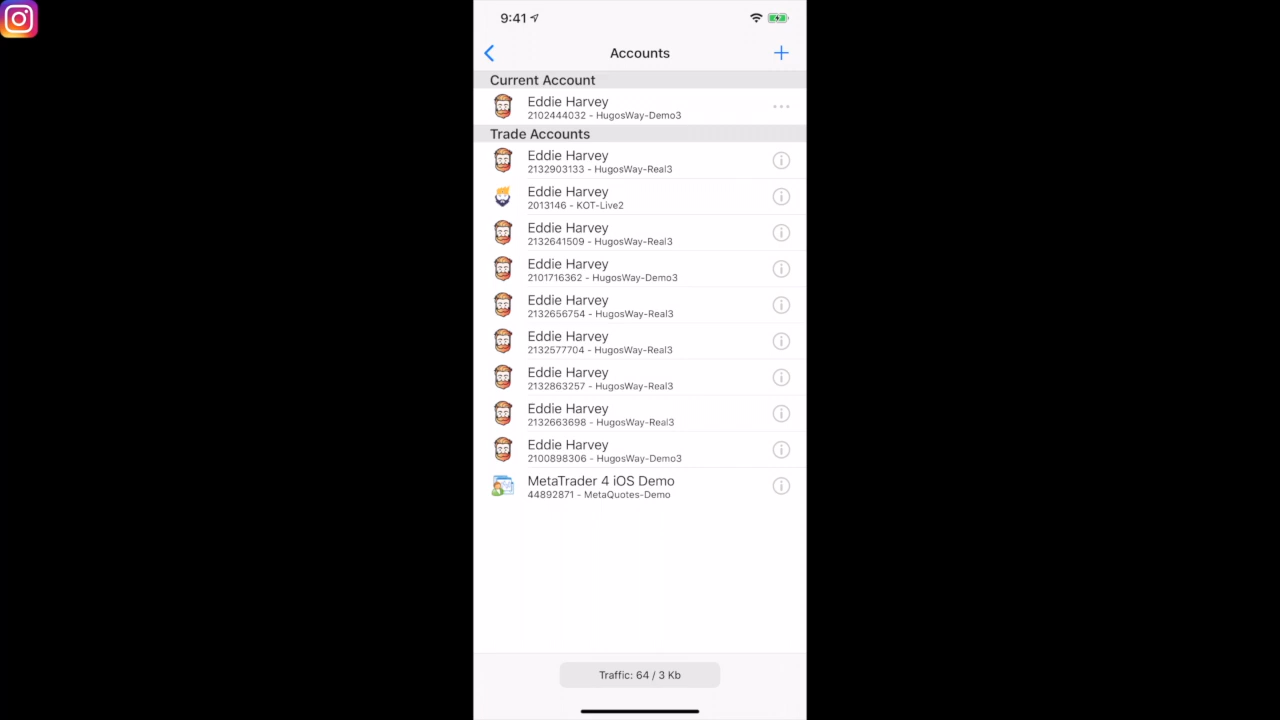 9:41
Accounts
Current Account
Eddie Harvey
2102444032 - HugosWay-Demo3
Trade Accounts
Eddie Harvey
2132903133 - HugosWay-Real3
Eddie Harvey
2013146 - KOT-Live2
Eddie Harvey
2132641509 - HugosWay-Real3
Eddie Harvey
2101716362 - HugosWay-Demo3
Eddie Harvey
2132656754 - HugosWay-Real3
Eddie Harvey
2132577704 - HugosWay-Real3
Eddie Harvey
2132863257 - HugosWay-Real3
Eddie Harvey
2132663698 - HugosWay-Real3
Eddie Harvey
2100898306 - HugosWay-Demo3
MetaTrader 4 iOS Demo
44892871 - MetaQuotes-Demo
Traffic: 64 / 3 Kb